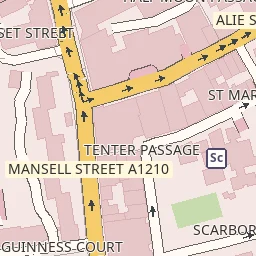 HALF MOON PASSAGE
ALIE S
SET STREET
ST MAR
TENTER PASSAGE
Sc
MANSELL STREET A1210
SCARBOR
GUINNESS COURT